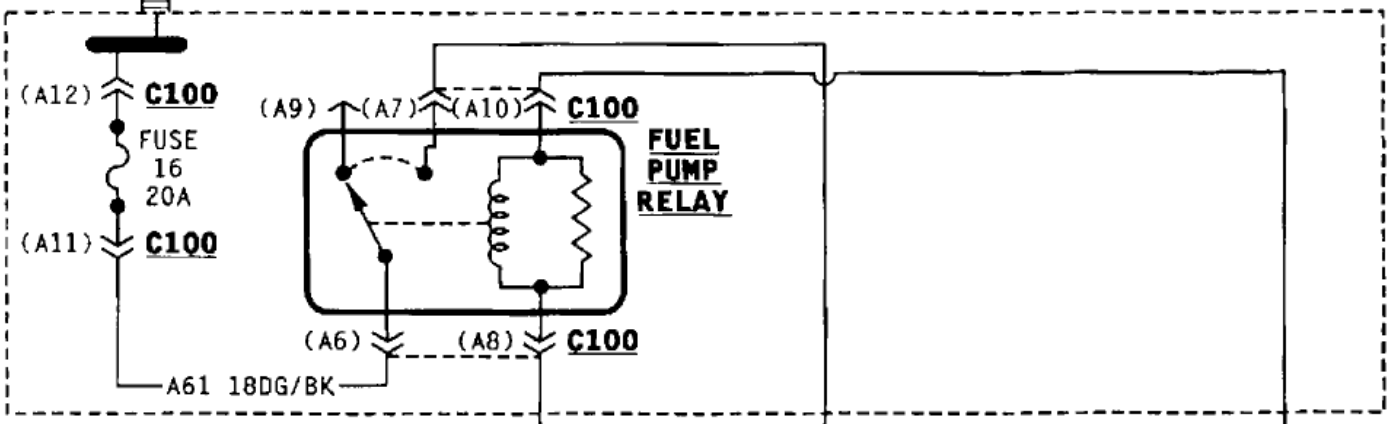 (A12) C100
(A9) (A7) (A10) C100
FUSE
16
20A
FUEL
PUMP
RELAY
(A11) C100
(A6) (A8) C100
A61 18DG/BK